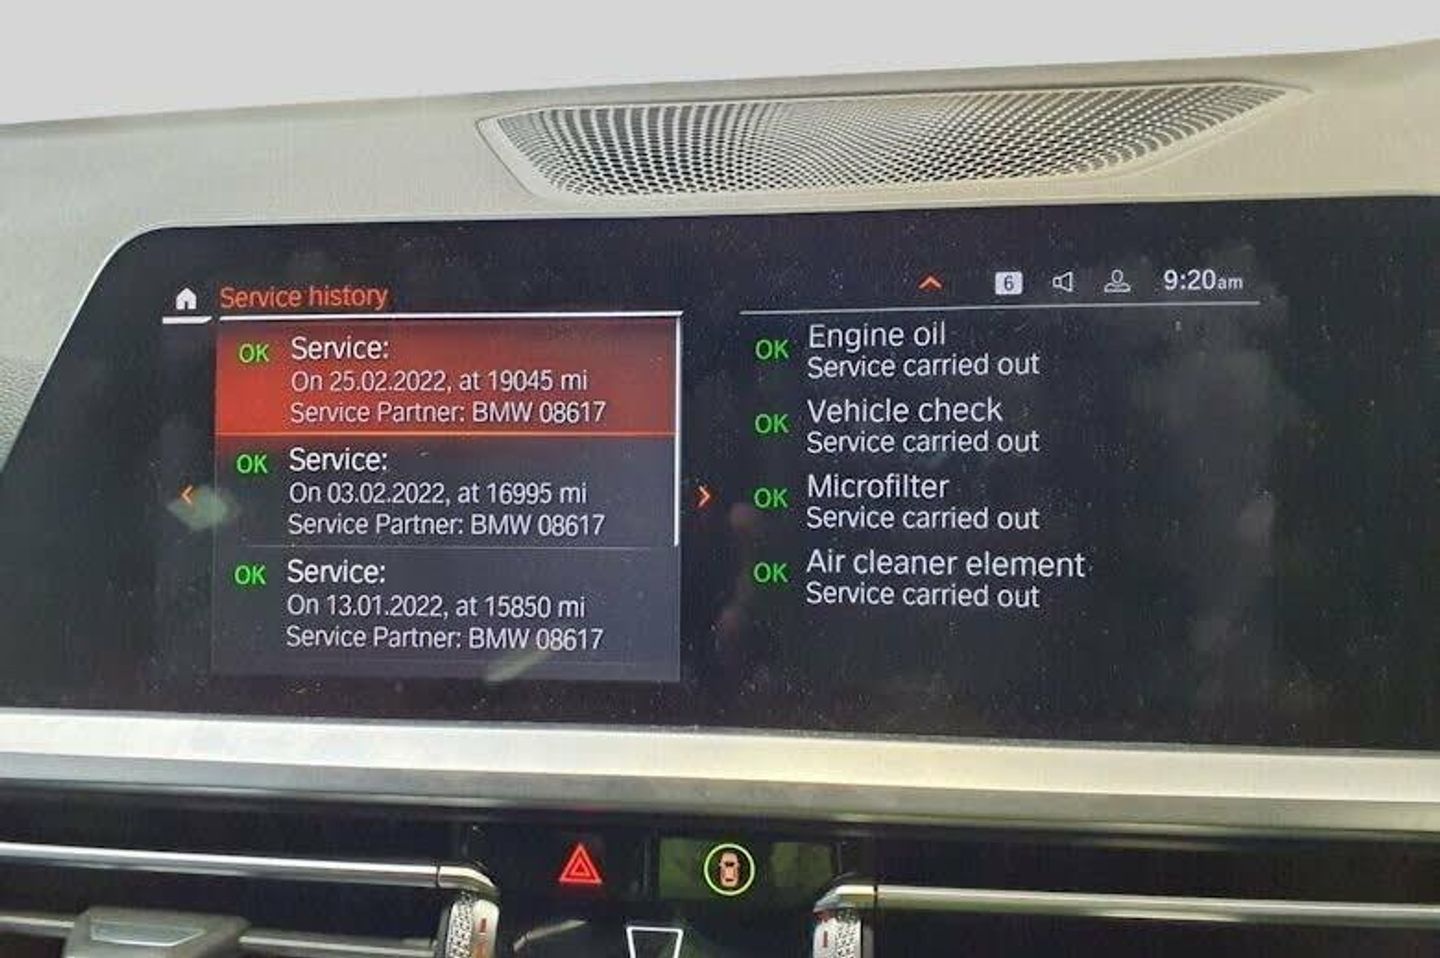 Service history
6
9:20am
OK Service:
On 25.02.2022, at 19045 mi
Service Partner: BMW 08617
OK Service:
On 03.02.2022, at 16995 mi
Service Partner: BMW 08617
OK Service:
On 13.01.2022, at 15850 mi
Service Partner: BMW 08617
OK Engine oil
Service carried out
OK Vehicle check
Service carried out
OK Microfilter
Service carried out
OK Air cleaner element
Service carried out